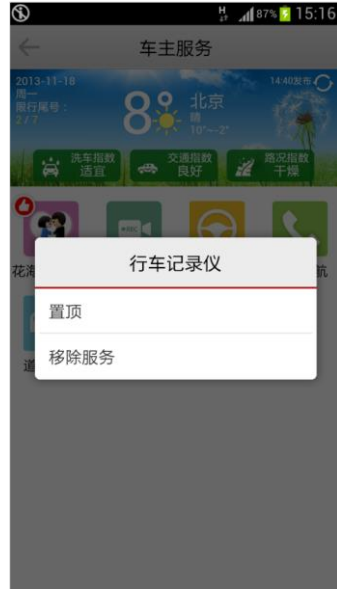 H 87% 15:16
车主服务
2013-11-18
14:40发布
周一
限行尾号：
2 / 7
8°
北京
晴
10°~-2°
洗车指数
适宜
交通指数
良好
路况指数
干燥
REC
花海
航
行车记录仪
置顶
移除服务
道